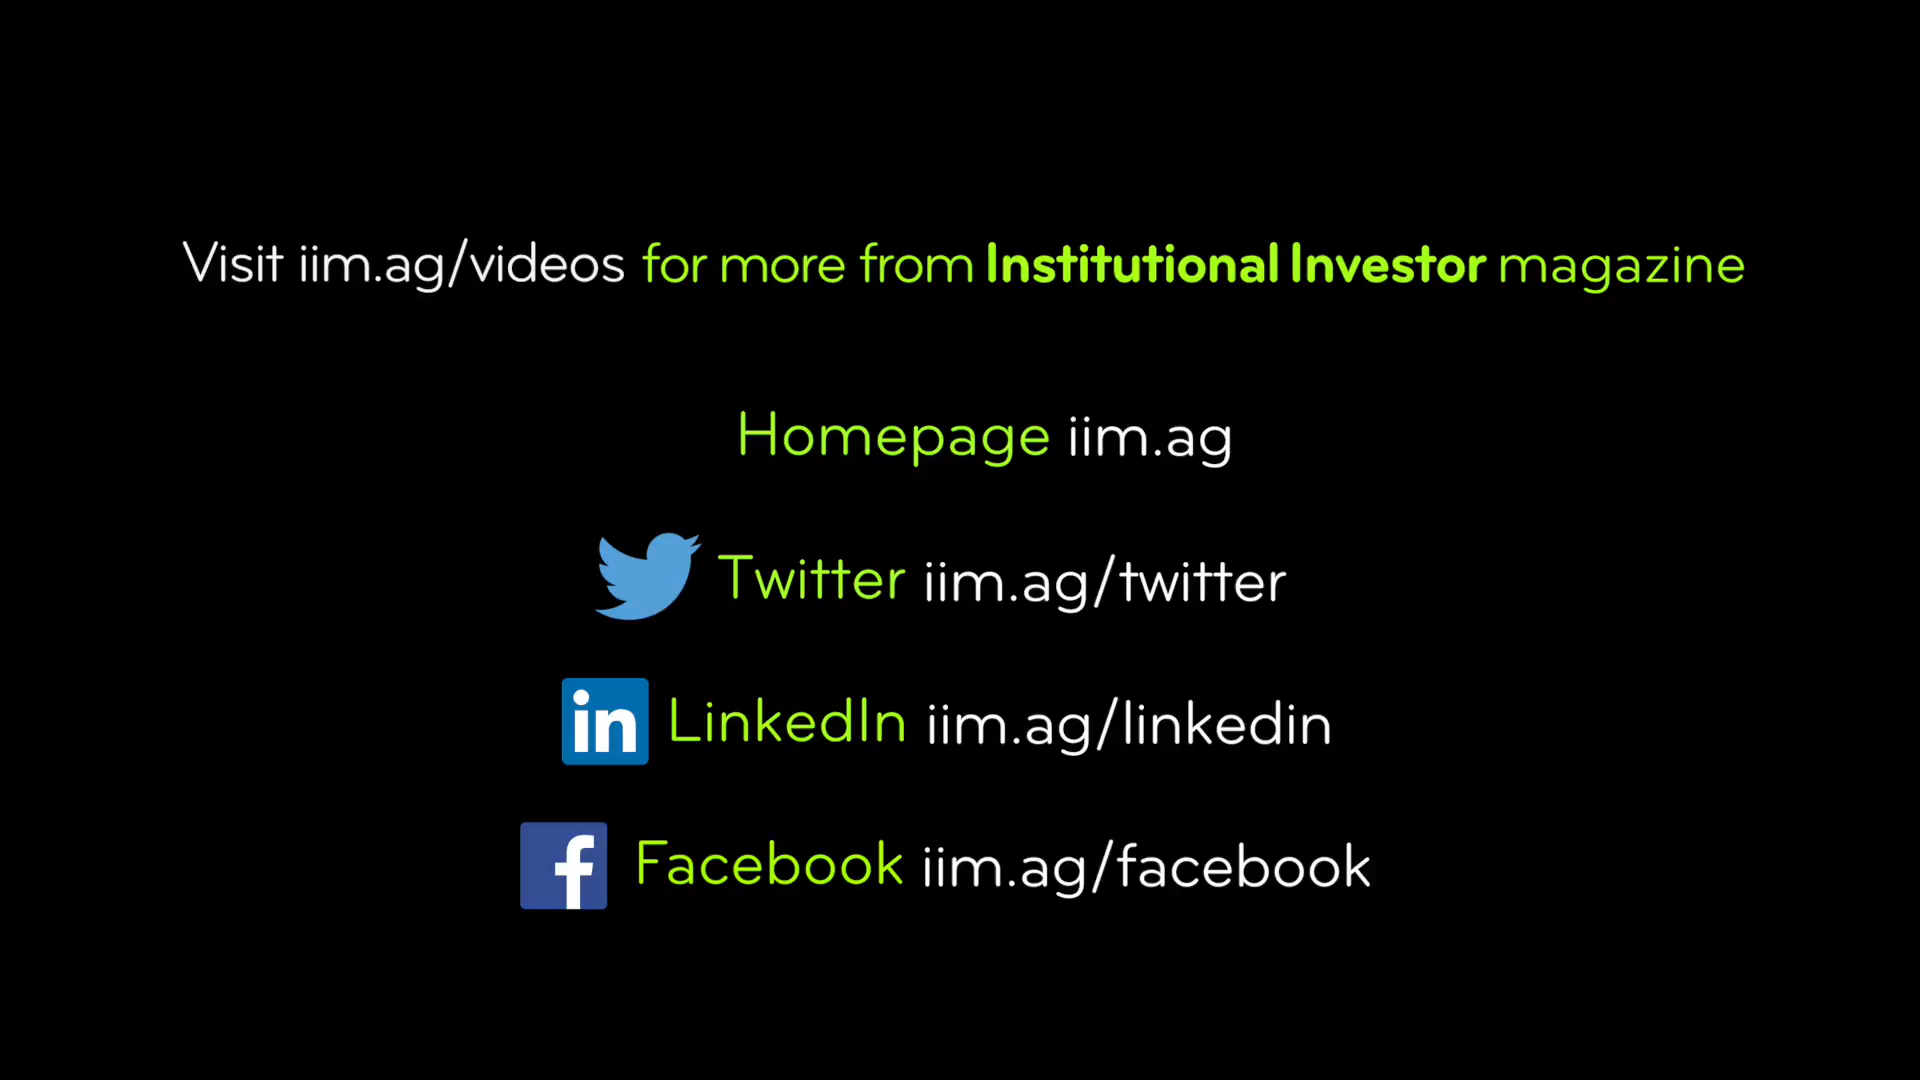 Visit iim.ag/videos for more from Institutional Investor magazine
Homepage iim.ag
Twitter iim.ag/twitter
in LinkedIn iim.ag/linkedin
f Facebook iim.ag/facebook